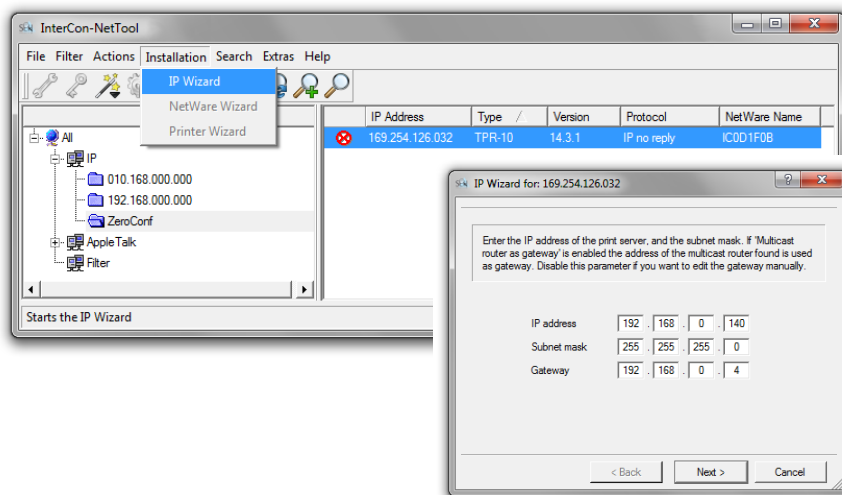 InterCon-NetTool
File Filter Actions Installation Search Extras Help
IP Wizard
NetWare Wizard
Printer Wizard
IP Address Type Version Protocol NetWare Name
169.254.126.032 TPR-10 14.3.1 IP no reply IC0D1F0B
All
IP
010.168.000.000
192.168.000.000
ZeroConf
AppleTalk
Filter
Starts the IP Wizard
IP Wizard for: 169.254.126.032
Enter the IP address of the print server, and the subnet mask. If 'Multicast
router as gateway' is enabled the address of the multicast router found is used
as gateway. Disable this parameter if you want to edit the gateway manually.
IP address 192 . 168 . 0 . 140
Subnet mask 255 . 255 . 255 . 0
Gateway 192 . 168 . 0 . 4
< Back Next > Cancel